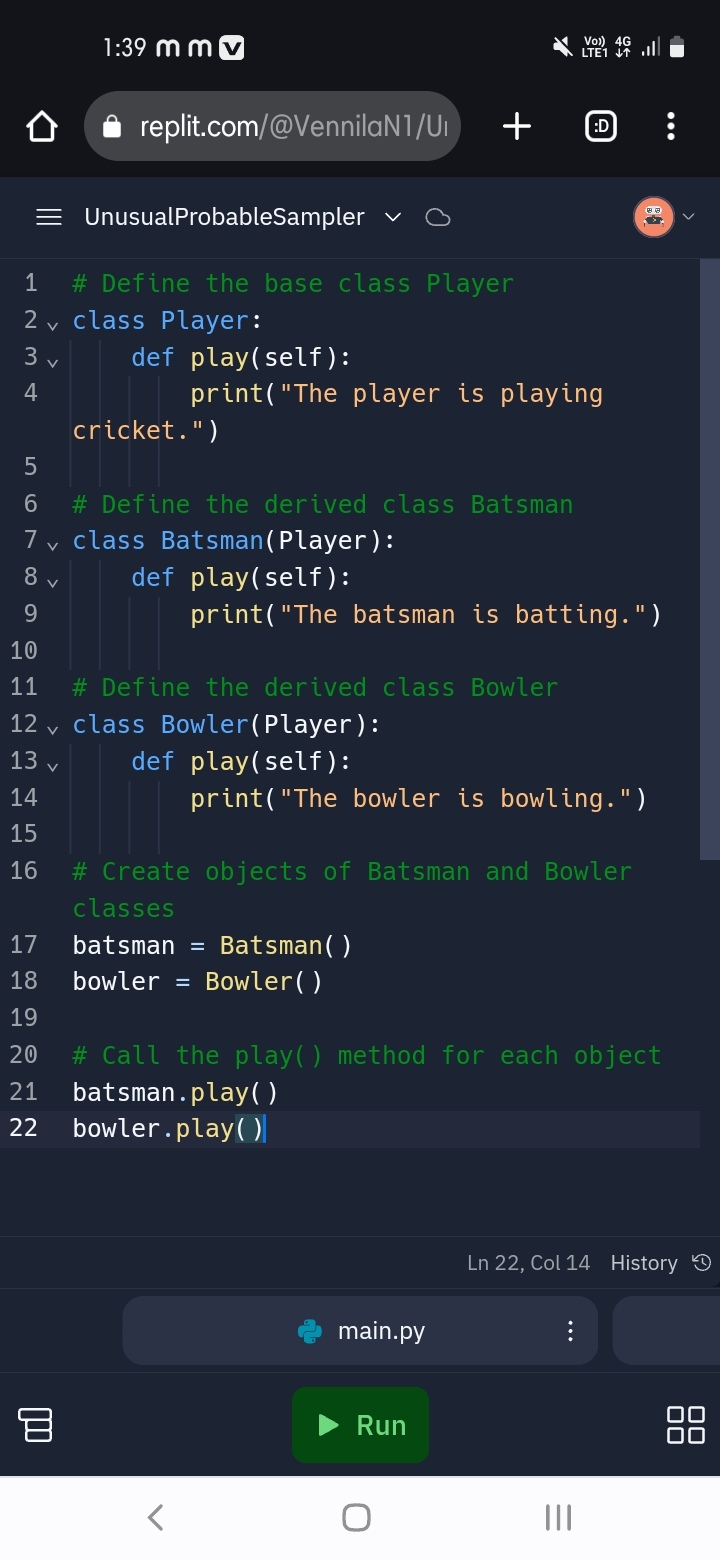 1:39 m m v Vo)) LTE1 4G
replit.com/@VennilaN1/U
UnusualProbableSampler
1 # Define the base class Player
2 class Player:
3     def play(self):
4         print("The player is playing
cricket.")
5
6 # Define the derived class Batsman
7 class Batsman(Player):
8     def play(self):
9         print("The batsman is batting.")
10
11 # Define the derived class Bowler
12 class Bowler(Player):
13     def play(self):
14         print("The bowler is bowling.")
15
16 # Create objects of Batsman and Bowler
classes
17 batsman = Batsman()
18 bowler = Bowler()
19
20 # Call the play() method for each object
21 batsman.play()
22 bowler.play()
Ln 22, Col 14 History
main.py
Run